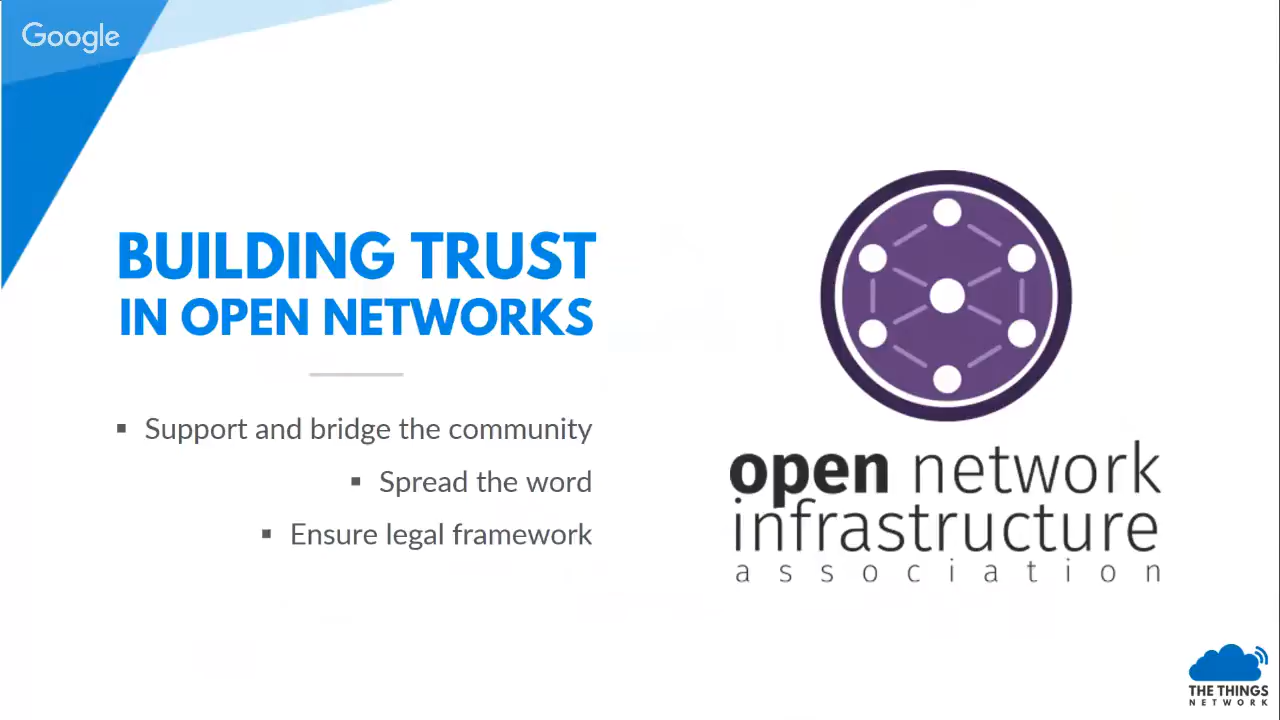 Google
BUILDING TRUST
IN OPEN NETWORKS
▪ Support and bridge the community
▪ Spread the word
▪ Ensure legal framework
open network
infrastructure
association
THE THINGS
NETWORK